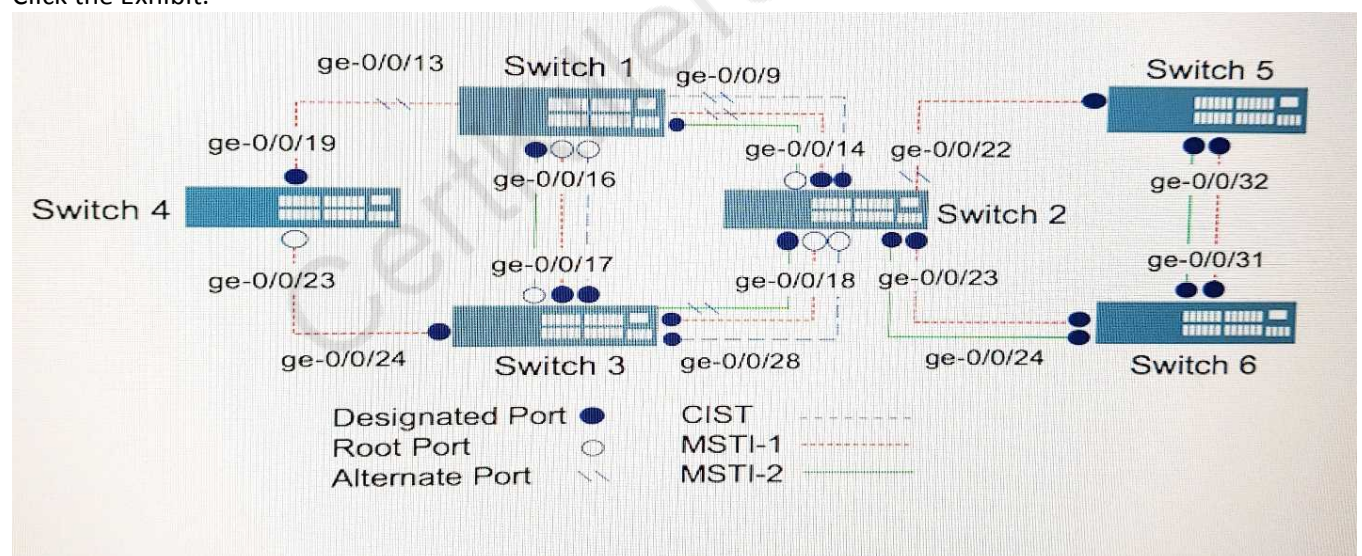 Click the Exhibit.
ge-0/0/13
Switch 1
ge-0/0/9
Switch 5
ge-0/0/19
ge-0/0/14
ge-0/0/22
ge-0/0/16
ge-0/0/32
Switch 4
Switch 2
ge-0/0/23
ge-0/0/17
ge-0/0/18
ge-0/0/23
ge-0/0/31
ge-0/0/24
Switch 3
ge-0/0/28
ge-0/0/24
Switch 6
Designated Port
CIST
Root Port
MSTI-1
Alternate Port
MSTI-2